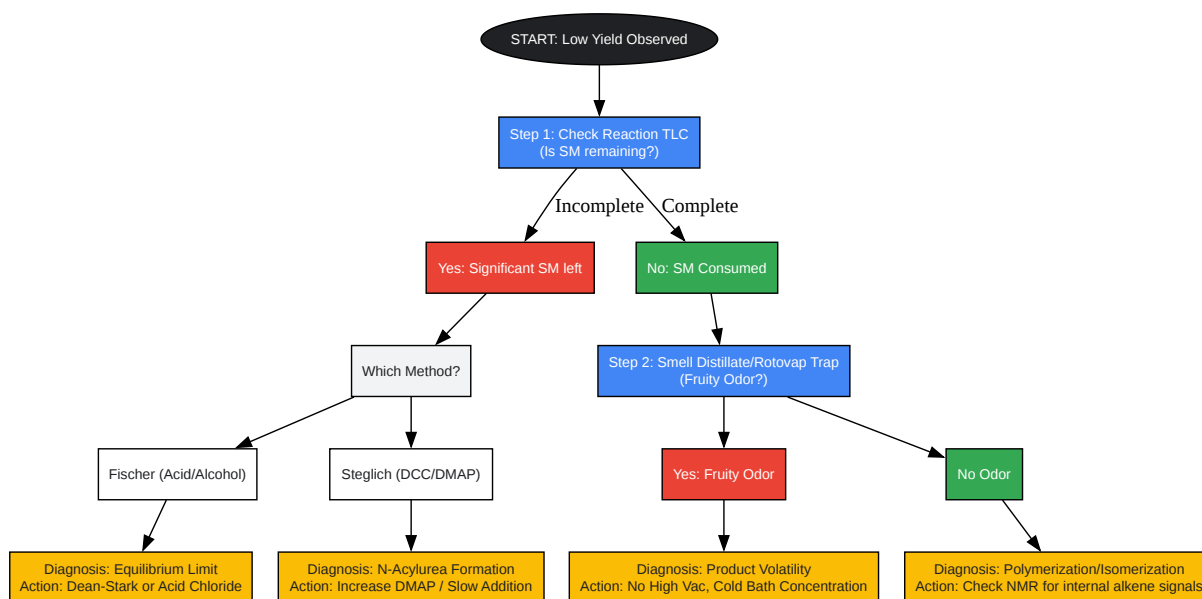 START: Low Yield Observed
Step 1: Check Reaction TLC
(Is SM remaining?)
Incomplete
Complete
Yes: Significant SM left
No: SM Consumed
Which Method?
Step 2: Smell Distillate/Rotovap Trap
(Fruity Odor?)
Fischer (Acid/Alcohol)
Steglich (DCC/DMAP)
Yes: Fruity Odor
No Odor
Diagnosis: Equilibrium Limit
Action: Dean-Stark or Acid Chloride
Diagnosis: N-Acylurea Formation
Action: Increase DMAP / Slow Addition
Diagnosis: Product Volatility
Action: No High Vac, Cold Bath Concentration
Diagnosis: Polymerization/Isomerization
Action: Check NMR for internal alkene signals